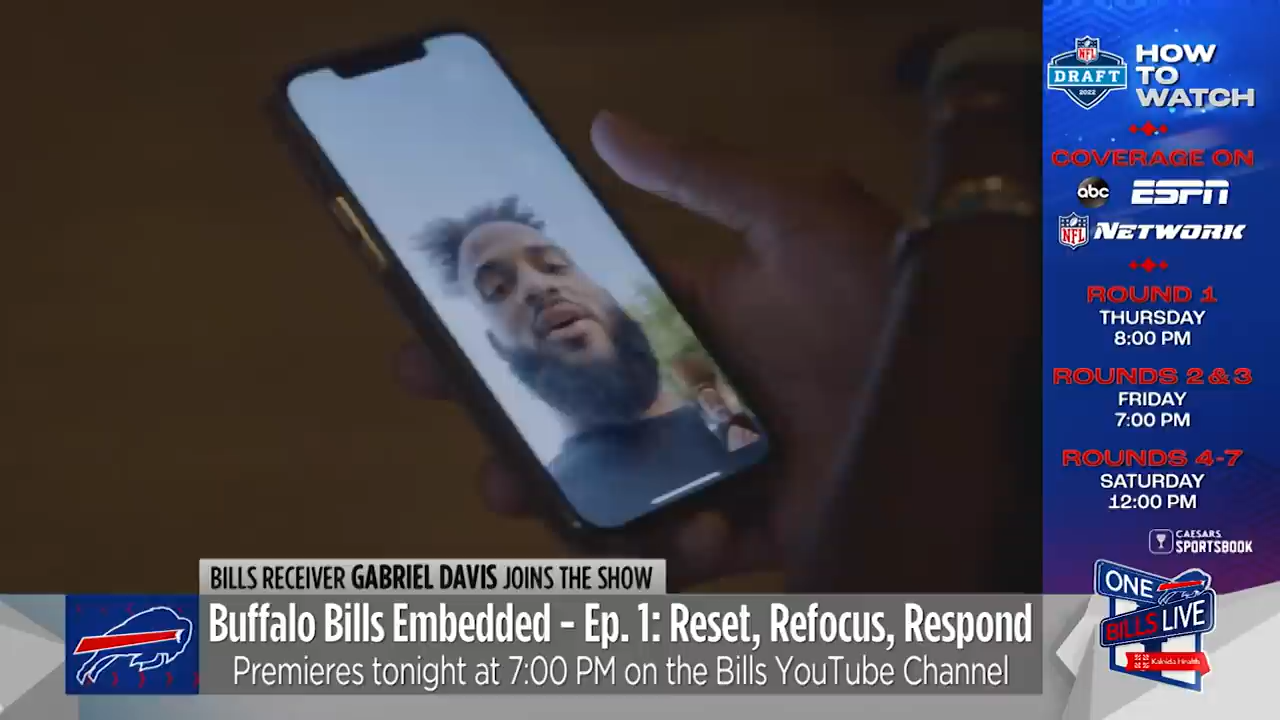 NFL
DRAFT
2022
HOW
TO
WATCH
COVERAGE ON
abc ESPN
NFL NETWORK
ROUND 1
THURSDAY
8:00 PM
ROUNDS 2 & 3
FRIDAY
7:00 PM
ROUNDS 4-7
SATURDAY
12:00 PM
CAESARS
SPORTSBOOK
BILLS RECEIVER GABRIEL DAVIS JOINS THE SHOW
Buffalo Bills Embedded - Ep. 1: Reset, Refocus, Respond
Premieres tonight at 7:00 PM on the Bills YouTube Channel
ONE
BILLS LIVE
Kaleida Health